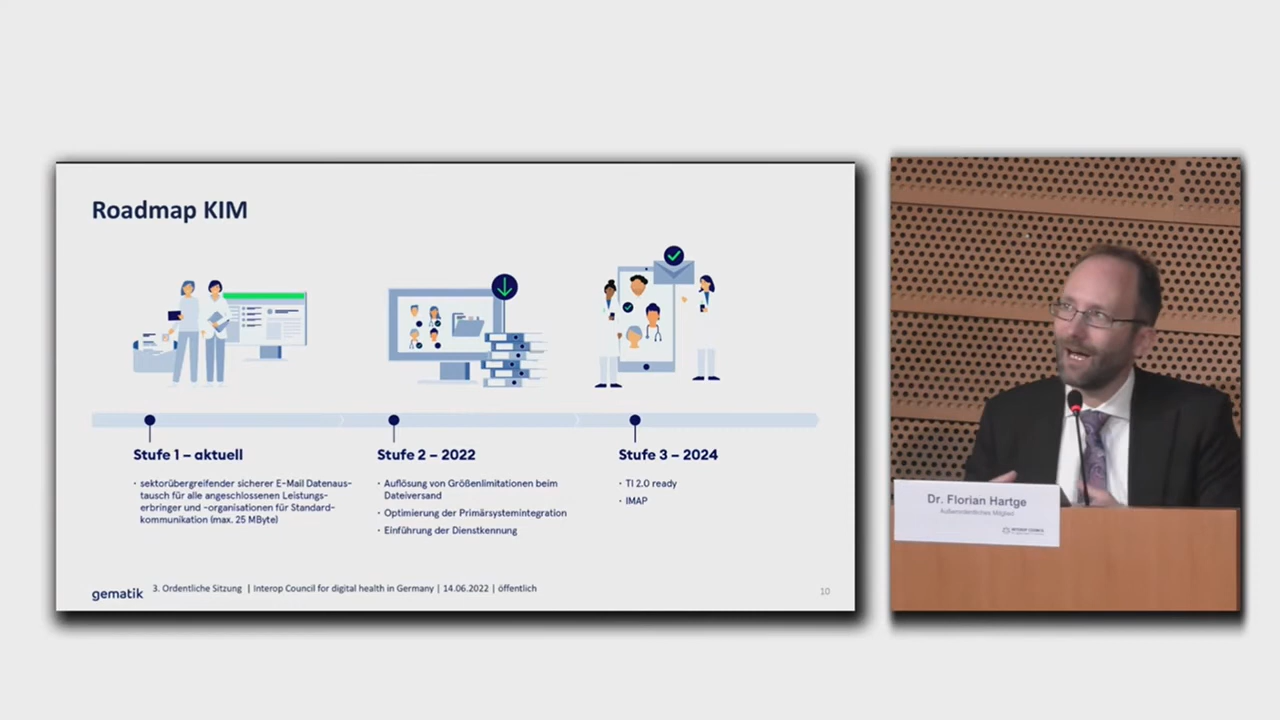 Roadmap KIM
Stufe 1 – aktuell
· sektorübergreifender sicherer E-Mail Datenaus-
tausch für alle angeschlossenen Leistungs-
erbringer und -organisationen für Standard-
kommunikation (max. 25 MByte)
Stufe 2 – 2022
· Auflösung von Größenlimitationen beim
Dateiversand
· Optimierung der Primärsystemintegration
· Einführung der Dienstkennung
Stufe 3 – 2024
· TI 2.0 ready
· IMAP
gematik
3. Ordentliche Sitzung | Interop Council for digital health in Germany | 14.06.2022 | öffentlich
10
Dr. Florian Hartge
Außerordentliches Mitglied
INTEROP COUNCIL